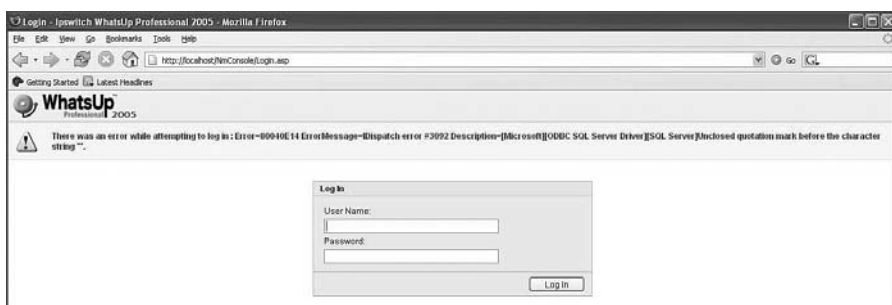 Login - Ipswitch WhatsUp Professional 2005 - Mozilla Firefox
File Edit View Go Bookmarks Tools Help
http://localhost/NmConsole/Login.asp Go G
Getting Started Latest Headlines
WhatsUp™
Professional 2005
There was an error while attempting to log in : Error=80040E14 ErrorMessage=IDispatch error #3092 Description=[Microsoft][ODBC SQL Server Driver][SQL Server]Unclosed quotation mark before the character
string ''.
Log In
User Name:
Password:
Log In